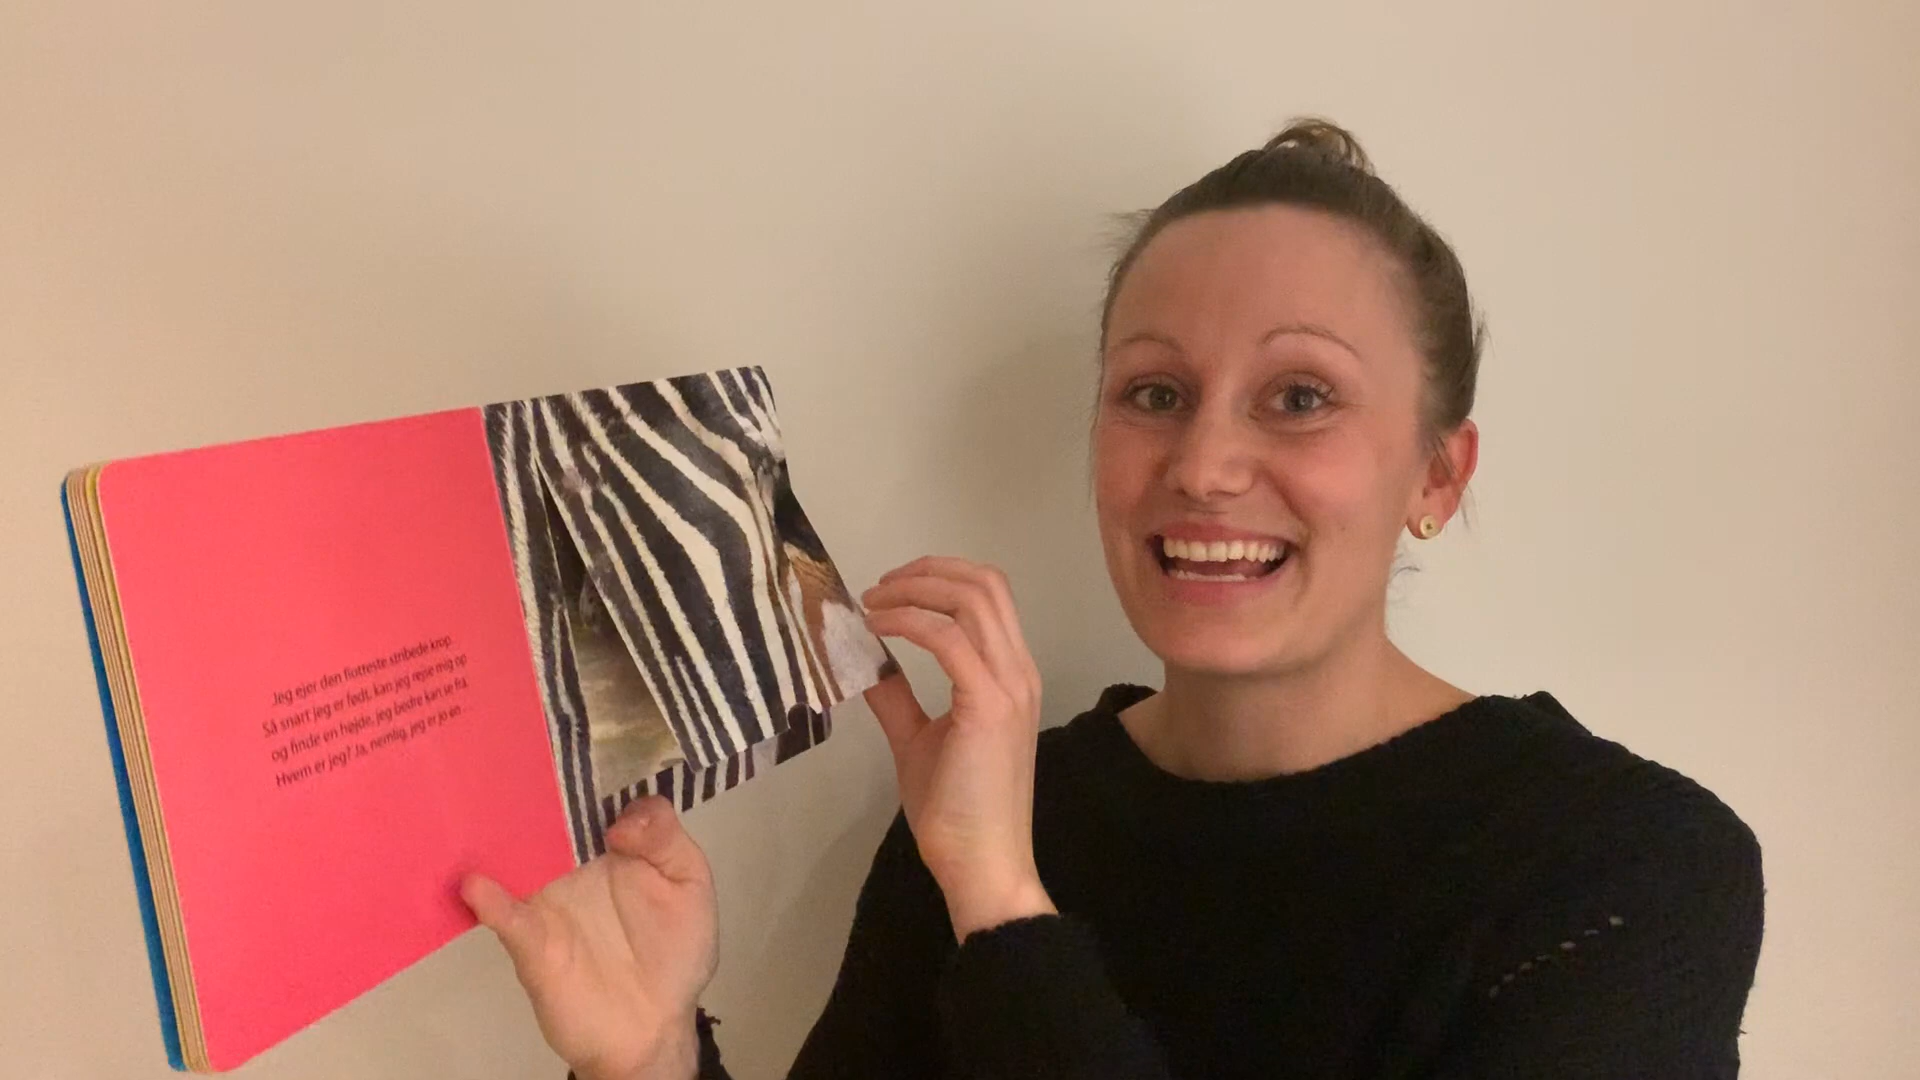 Jeg ejer den flotteste stribede krop.
Så snart jeg er født, kan jeg rejse mig op
og finde en højde, jeg bedre kan se fra.
Hvem er jeg? Ja, nemlig, jeg er jo en ...